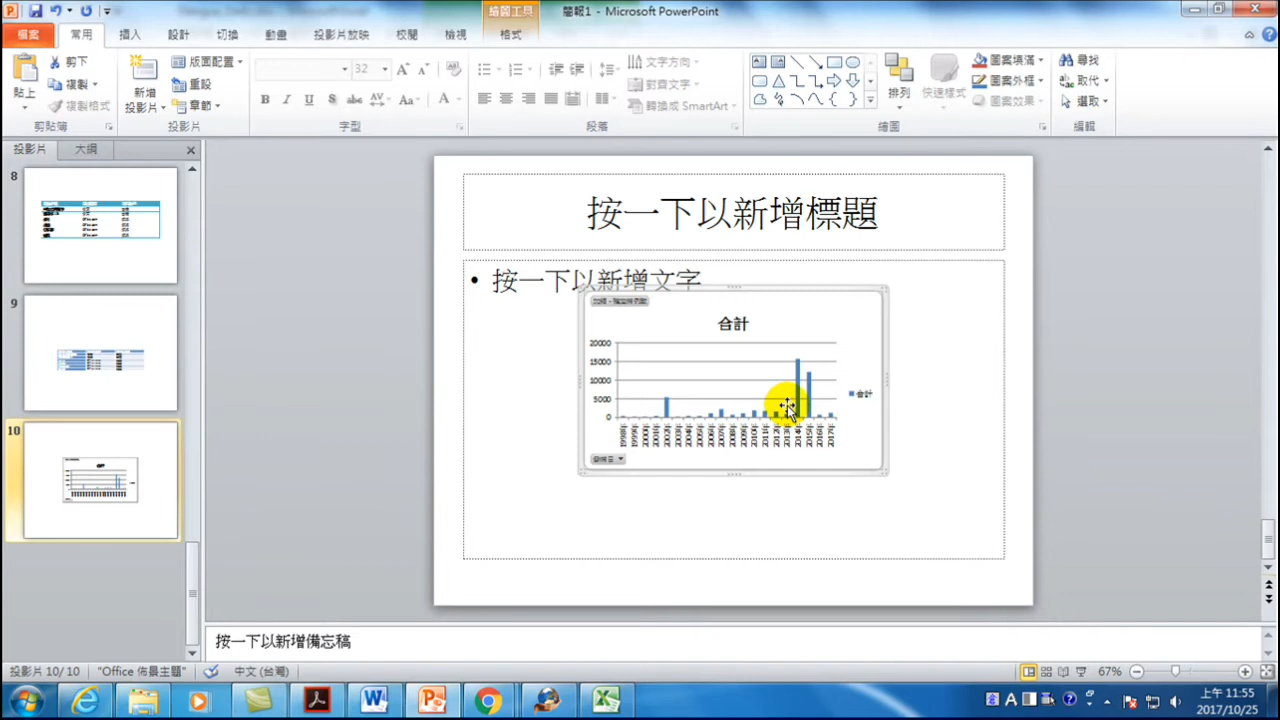 繪圖工具
簡報1 - Microsoft PowerPoint
檔案 常用 插入 設計 切換 動畫 投影片放映 校閱 檢視 格式
貼上
剪下
複製
複製格式
剪貼簿
新增
投影片
版面配置
重設
章節
投影片
32
B I U S abc AV Aa A
字型
文字方向
對齊文字
轉換成 SmartArt
段落
排列
快速樣式
圖案填滿
圖案外框
圖案效果
繪圖
尋找
取代
選取
編輯
投影片 大綱
8
9
10
按一下以新增標題
• 按一下以新增文字
合計
20000
15000
10000
5000
0
合計
按一下以新增備忘稿
投影片 10/ 10 "Office 佈景主題" 中文 (台灣) 67%
上午 11:55
2017/10/25